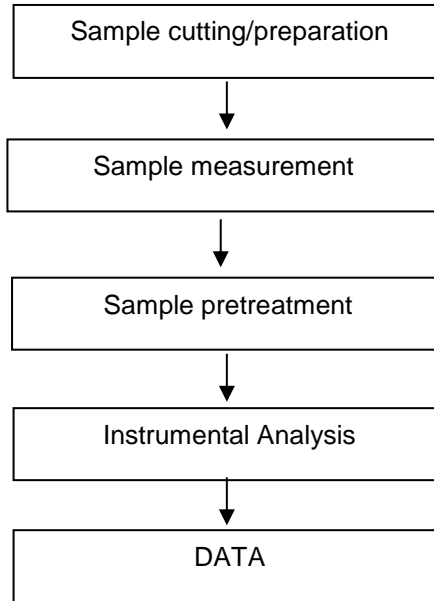 Sample cutting/preparation
Sample measurement
Sample pretreatment
Instrumental Analysis
DATA